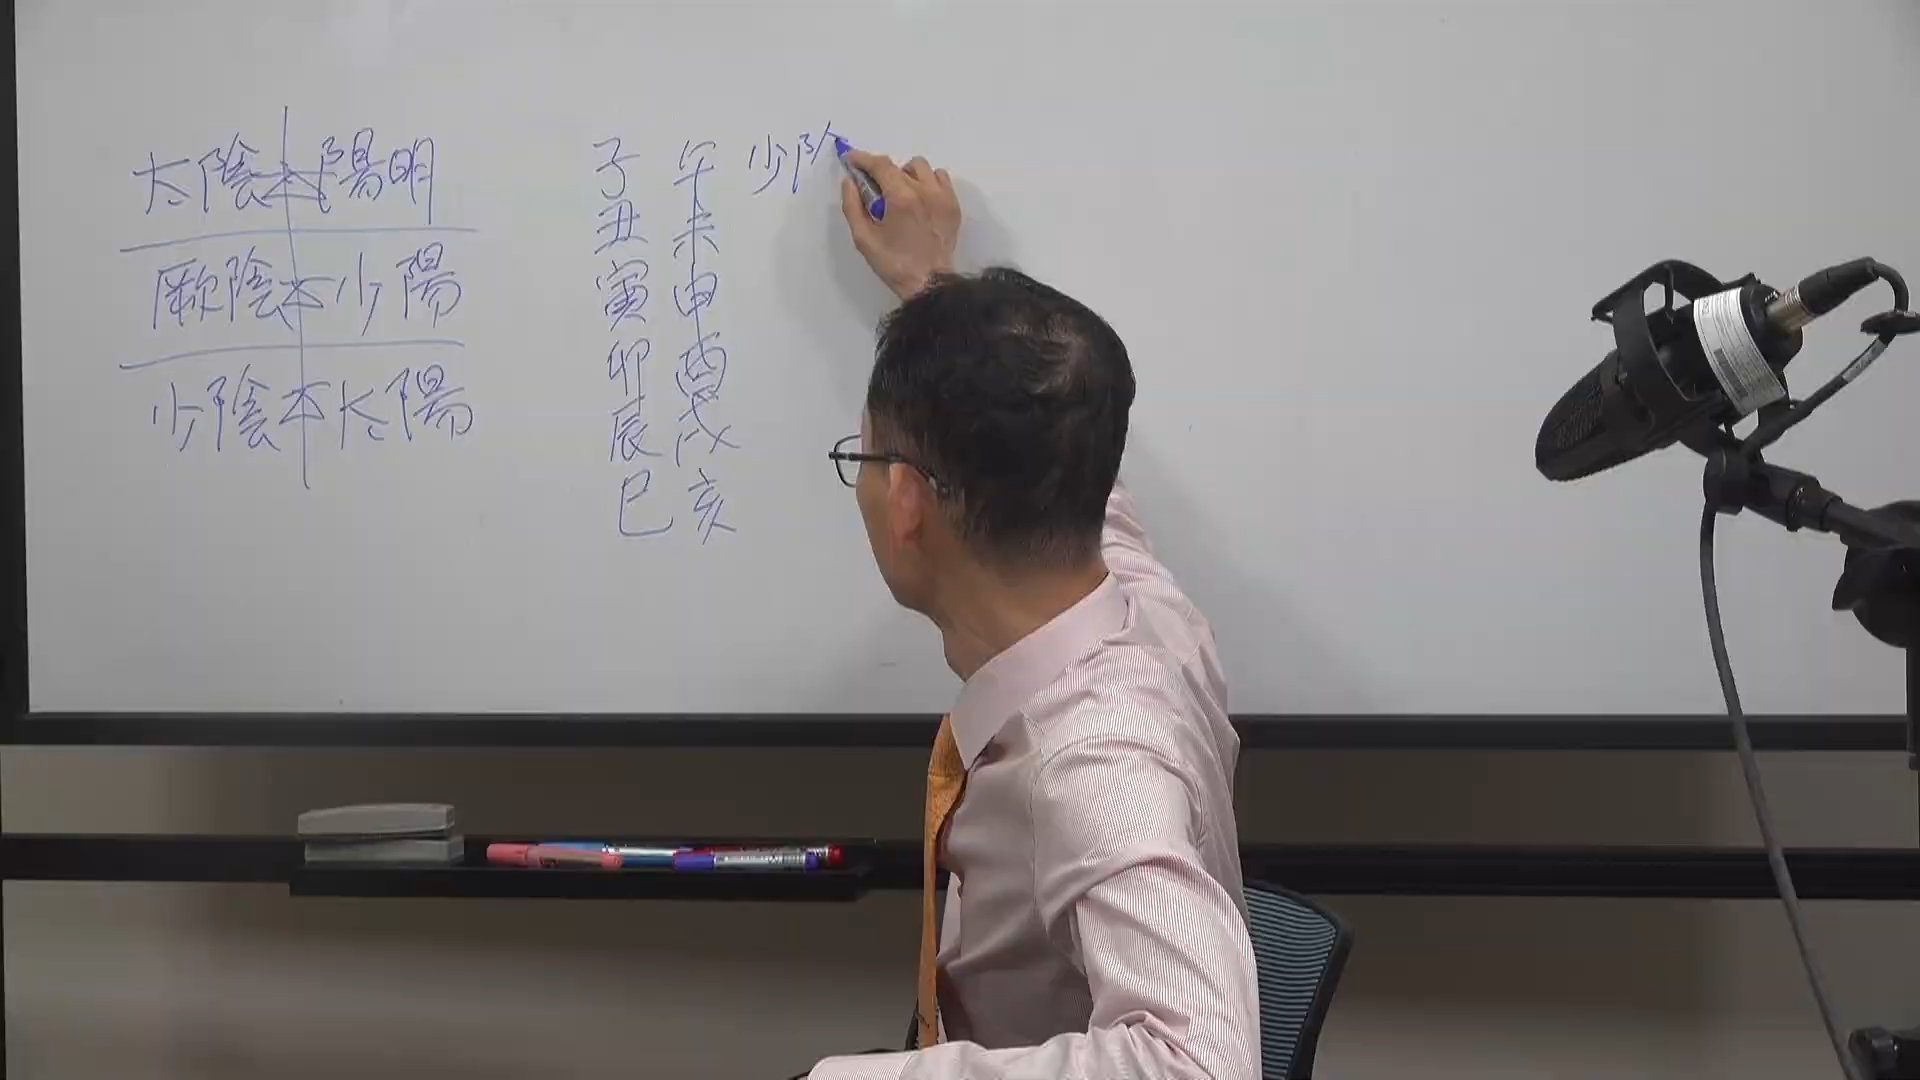 太陰本陽明
厥陰本少陽
少陰本太陽
子 午 少陰
丑 未
寅 申
卯 酉
辰 戌
巳 亥